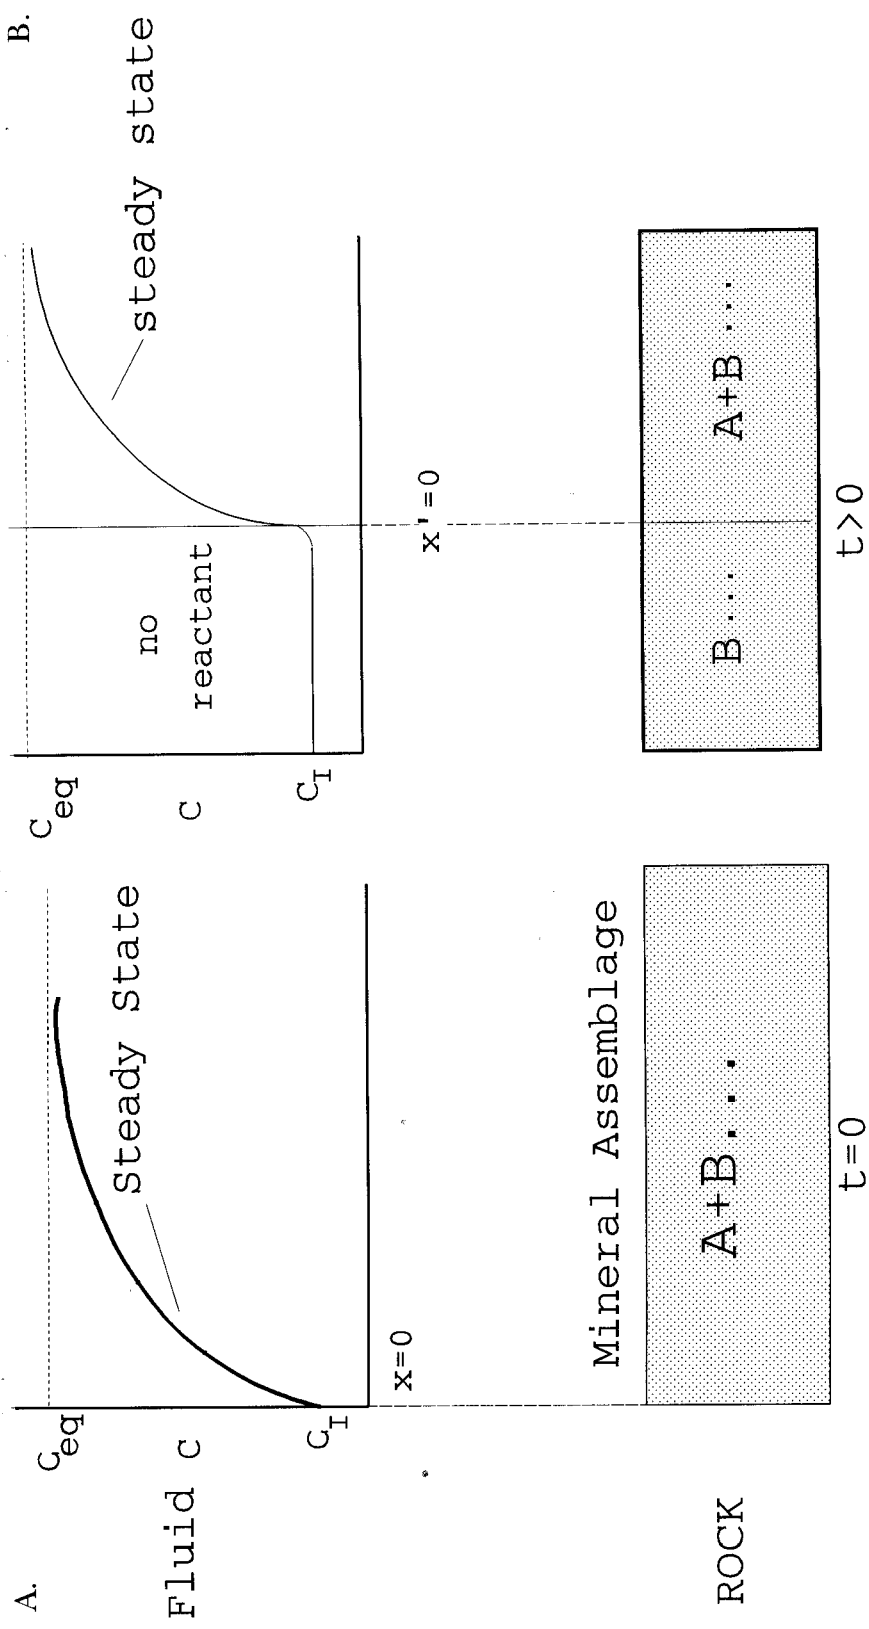 A.
Fluid
C_eq
C
C_I
Steady State
x=0
Mineral Assemblage
ROCK
A+B....
t=0
B.
C_eq
C
C_I
no
reactant
steady state
x'=0
B....
A+B....
t>0